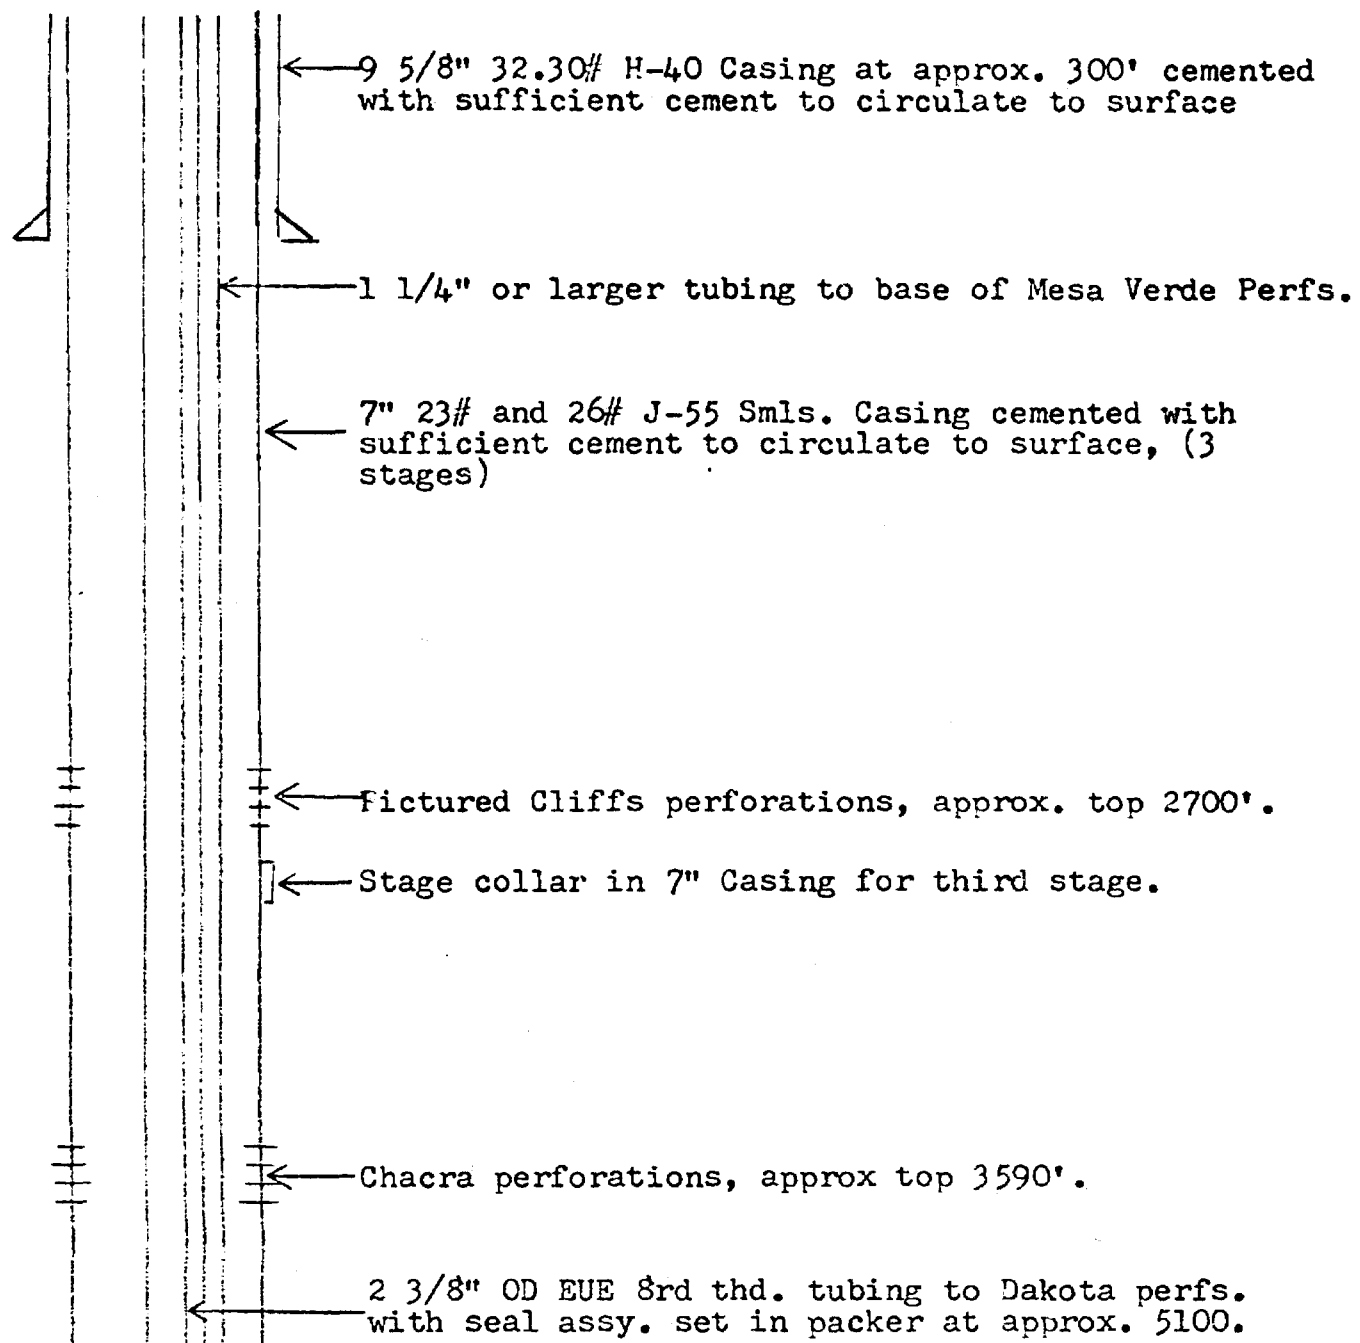 9 5/8" 32.30# H-40 Casing at approx. 300' cemented
with sufficient cement to circulate to surface
1 1/4" or larger tubing to base of Mesa Verde Perfs.
7" 23# and 26# J-55 Smls. Casing cemented with
sufficient cement to circulate to surface, (3
stages)
Pictured Cliffs perforations, approx. top 2700'.
Stage collar in 7" Casing for third stage.
Chacra perforations, approx top 3590'.
2 3/8" OD EUE 8rd thd. tubing to Dakota perfs.
with seal assy. set in packer at approx. 5100.